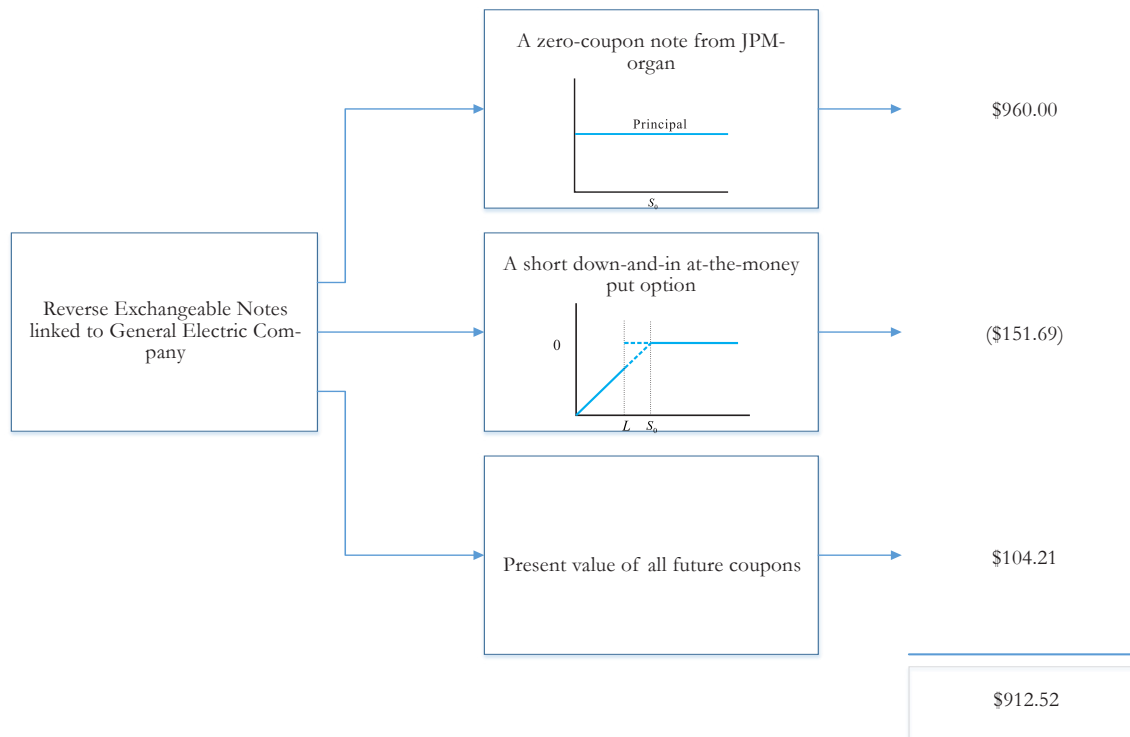 A zero-coupon note from JPM-
organ
Principal
S₀
$960.00
Reverse Exchangeable Notes
linked to General Electric Com-
pany
A short down-and-in at-the-money
put option
0
L S₀
($151.69)
Present value of all future coupons
$104.21
$912.52